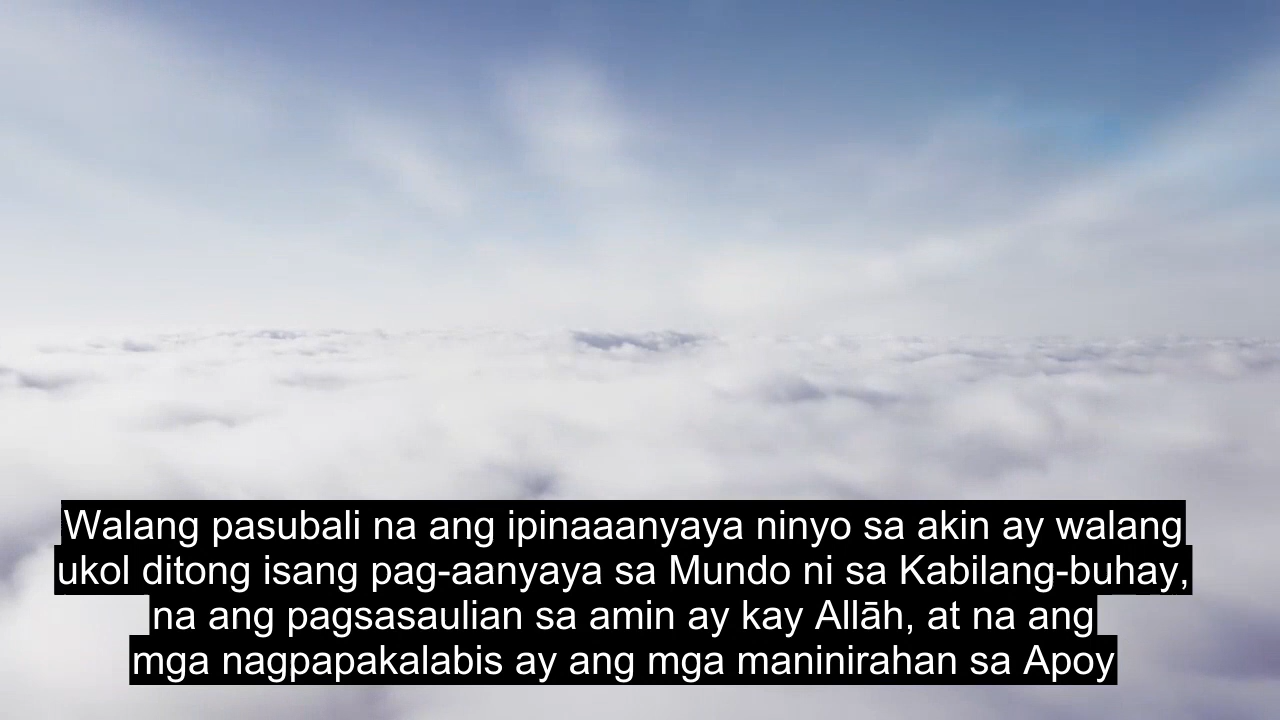 Walang pasubali na ang ipinaaanyaya ninyo sa akin ay walang
ukol ditong isang pag-aanyaya sa Mundo ni sa Kabilang-buhay,
na ang pagsasaulian sa amin ay kay Allāh, at na ang
mga nagpapakalabis ay ang mga maninirahan sa Apoy